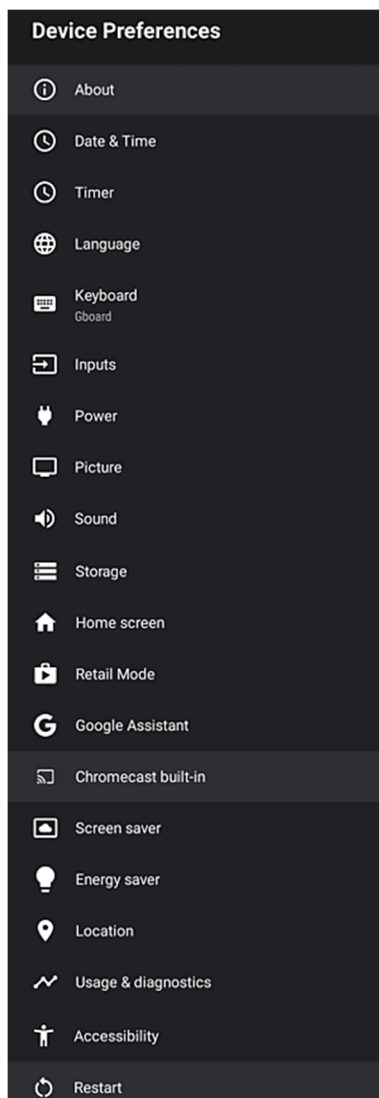 Device Preferences
About
Date & Time
Timer
Language
Keyboard
Gboard
Inputs
Power
Picture
Sound
Storage
Home screen
Retail Mode
Google Assistant
Chromecast built-in
Screen saver
Energy saver
Location
Usage & diagnostics
Accessibility
Restart